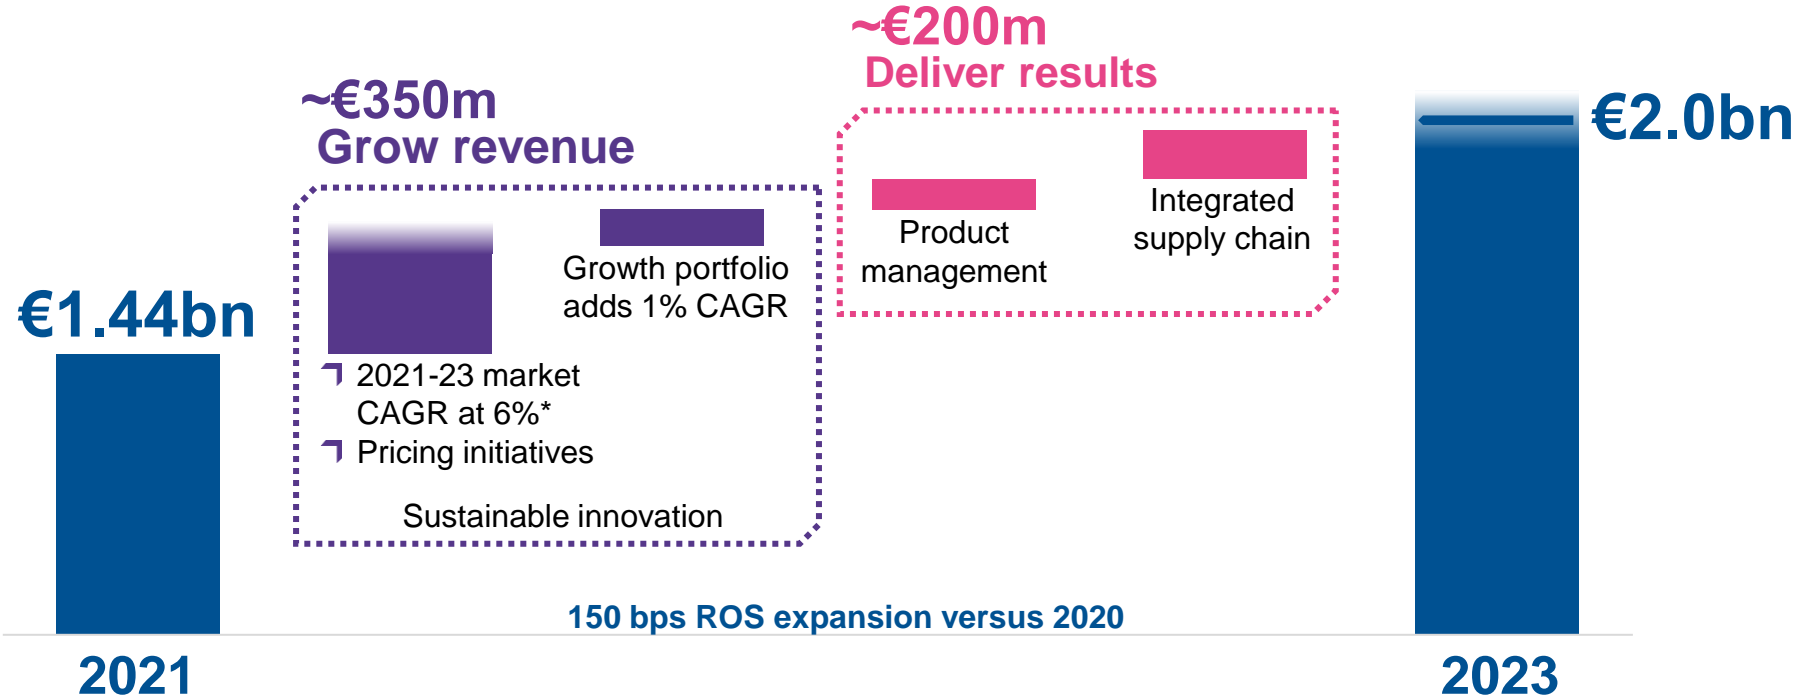 ~€200m
Deliver results
~€350m
Grow revenue
€2.0bn
Integrated
supply chain
Product
management
Growth portfolio
adds 1% CAGR
€1.44bn
2021-23 market
CAGR at 6%*
Pricing initiatives
Sustainable innovation
150 bps ROS expansion versus 2020
2021
2023